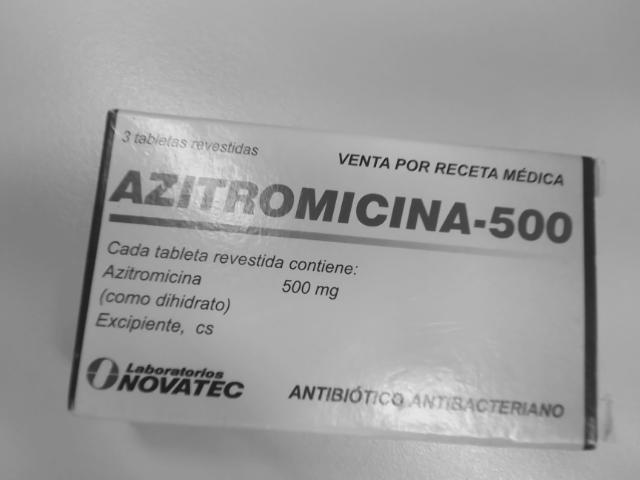 3 tabletas revestidas
VENTA POR RECETA MÉDICA
AZITROMICINA-500
Cada tableta revestida contiene:
Azitromicina 500 mg
(como dihidrato)
Excipiente, cs
Laboratorios
NOVATEC
ANTIBIÓTICO ANTIBACTERIANO